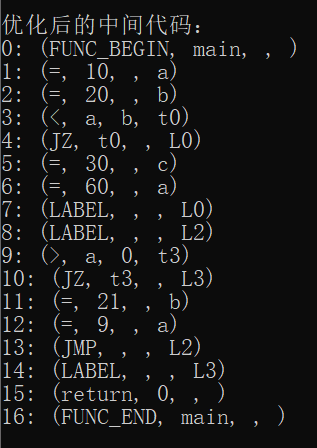 优化后的中间代码:
0: (FUNC_BEGIN, main, , )
1: (=, 10, , a)
2: (=, 20, , b)
3: (<, a, b, t0)
4: (JZ, t0, , L0)
5: (=, 30, , c)
6: (=, 60, , a)
7: (LABEL, , , L0)
8: (LABEL, , , L2)
9: (>, a, 0, t3)
10: (JZ, t3, , L3)
11: (=, 21, , b)
12: (=, 9, , a)
13: (JMP, , , L2)
14: (LABEL, , , L3)
15: (return, 0, , )
16: (FUNC_END, main, , )